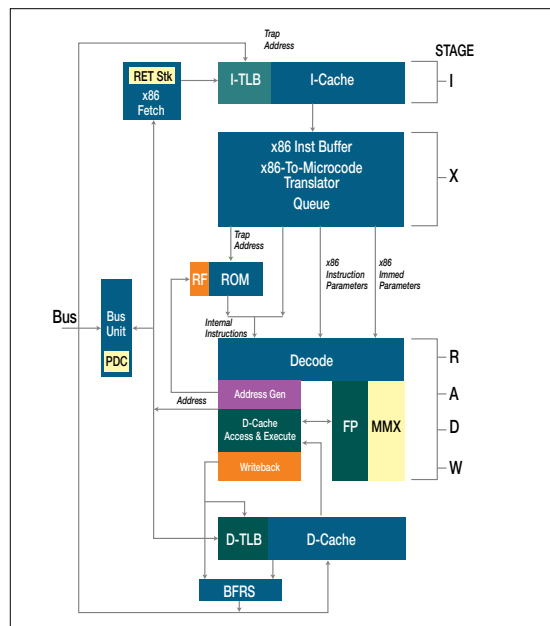 Trap
Address
STAGE
RET Stk
x86
Fetch
I-TLB
I-Cache
I
x86 Inst Buffer
x86-To-Microcode
Translator
Queue
X
Trap
Address
x86
Instruction
Parameters
x86
Immed
Parameters
RF
ROM
Bus
Bus
Unit
PDC
Internal
Instructions
Decode
R
Address Gen
A
Address
D-Cache
Access & Execute
FP
MMX
D
Writeback
W
D-TLB
D-Cache
BFRS